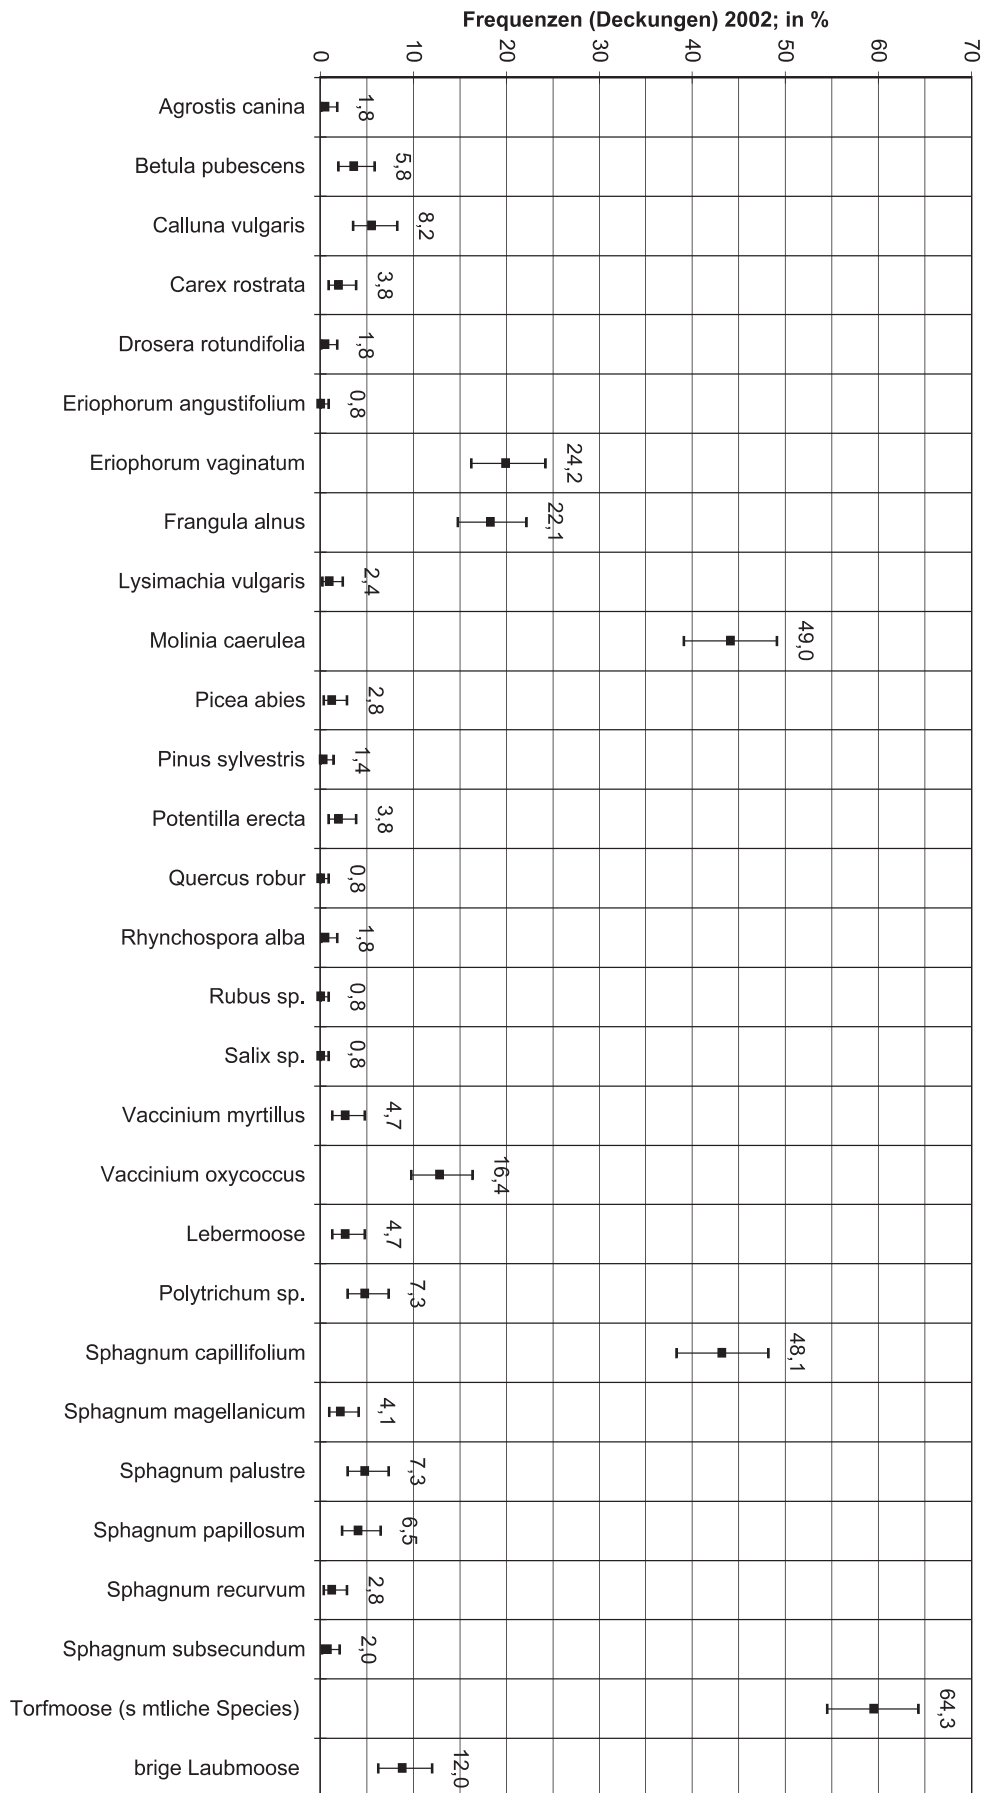 Frequenzen (Deckungen) 2002; in %
0 10 20 30 40 50 60 70
Agrostis canina 1,8
Betula pubescens 5,8
Calluna vulgaris 8,2
Carex rostrata 3,8
Drosera rotundifolia 1,8
Eriophorum angustifolium 0,8
Eriophorum vaginatum 24,2
Frangula alnus 22,1
Lysimachia vulgaris 2,4
Molinia caerulea 49,0
Picea abies 2,8
Pinus sylvestris 1,4
Potentilla erecta 3,8
Quercus robur 0,8
Rhynchospora alba 1,8
Rubus sp. 0,8
Salix sp. 0,8
Vaccinium myrtillus 4,7
Vaccinium oxycoccus 16,4
Lebermoose 4,7
Polytrichum sp. 7,3
Sphagnum capillifolium 48,1
Sphagnum magellanicum 4,1
Sphagnum palustre 7,3
Sphagnum papillosum 6,5
Sphagnum recurvum 2,8
Sphagnum subsecundum 2,0
Torfmoose (s mtliche Species) 64,3
brige Laubmoose 12,0